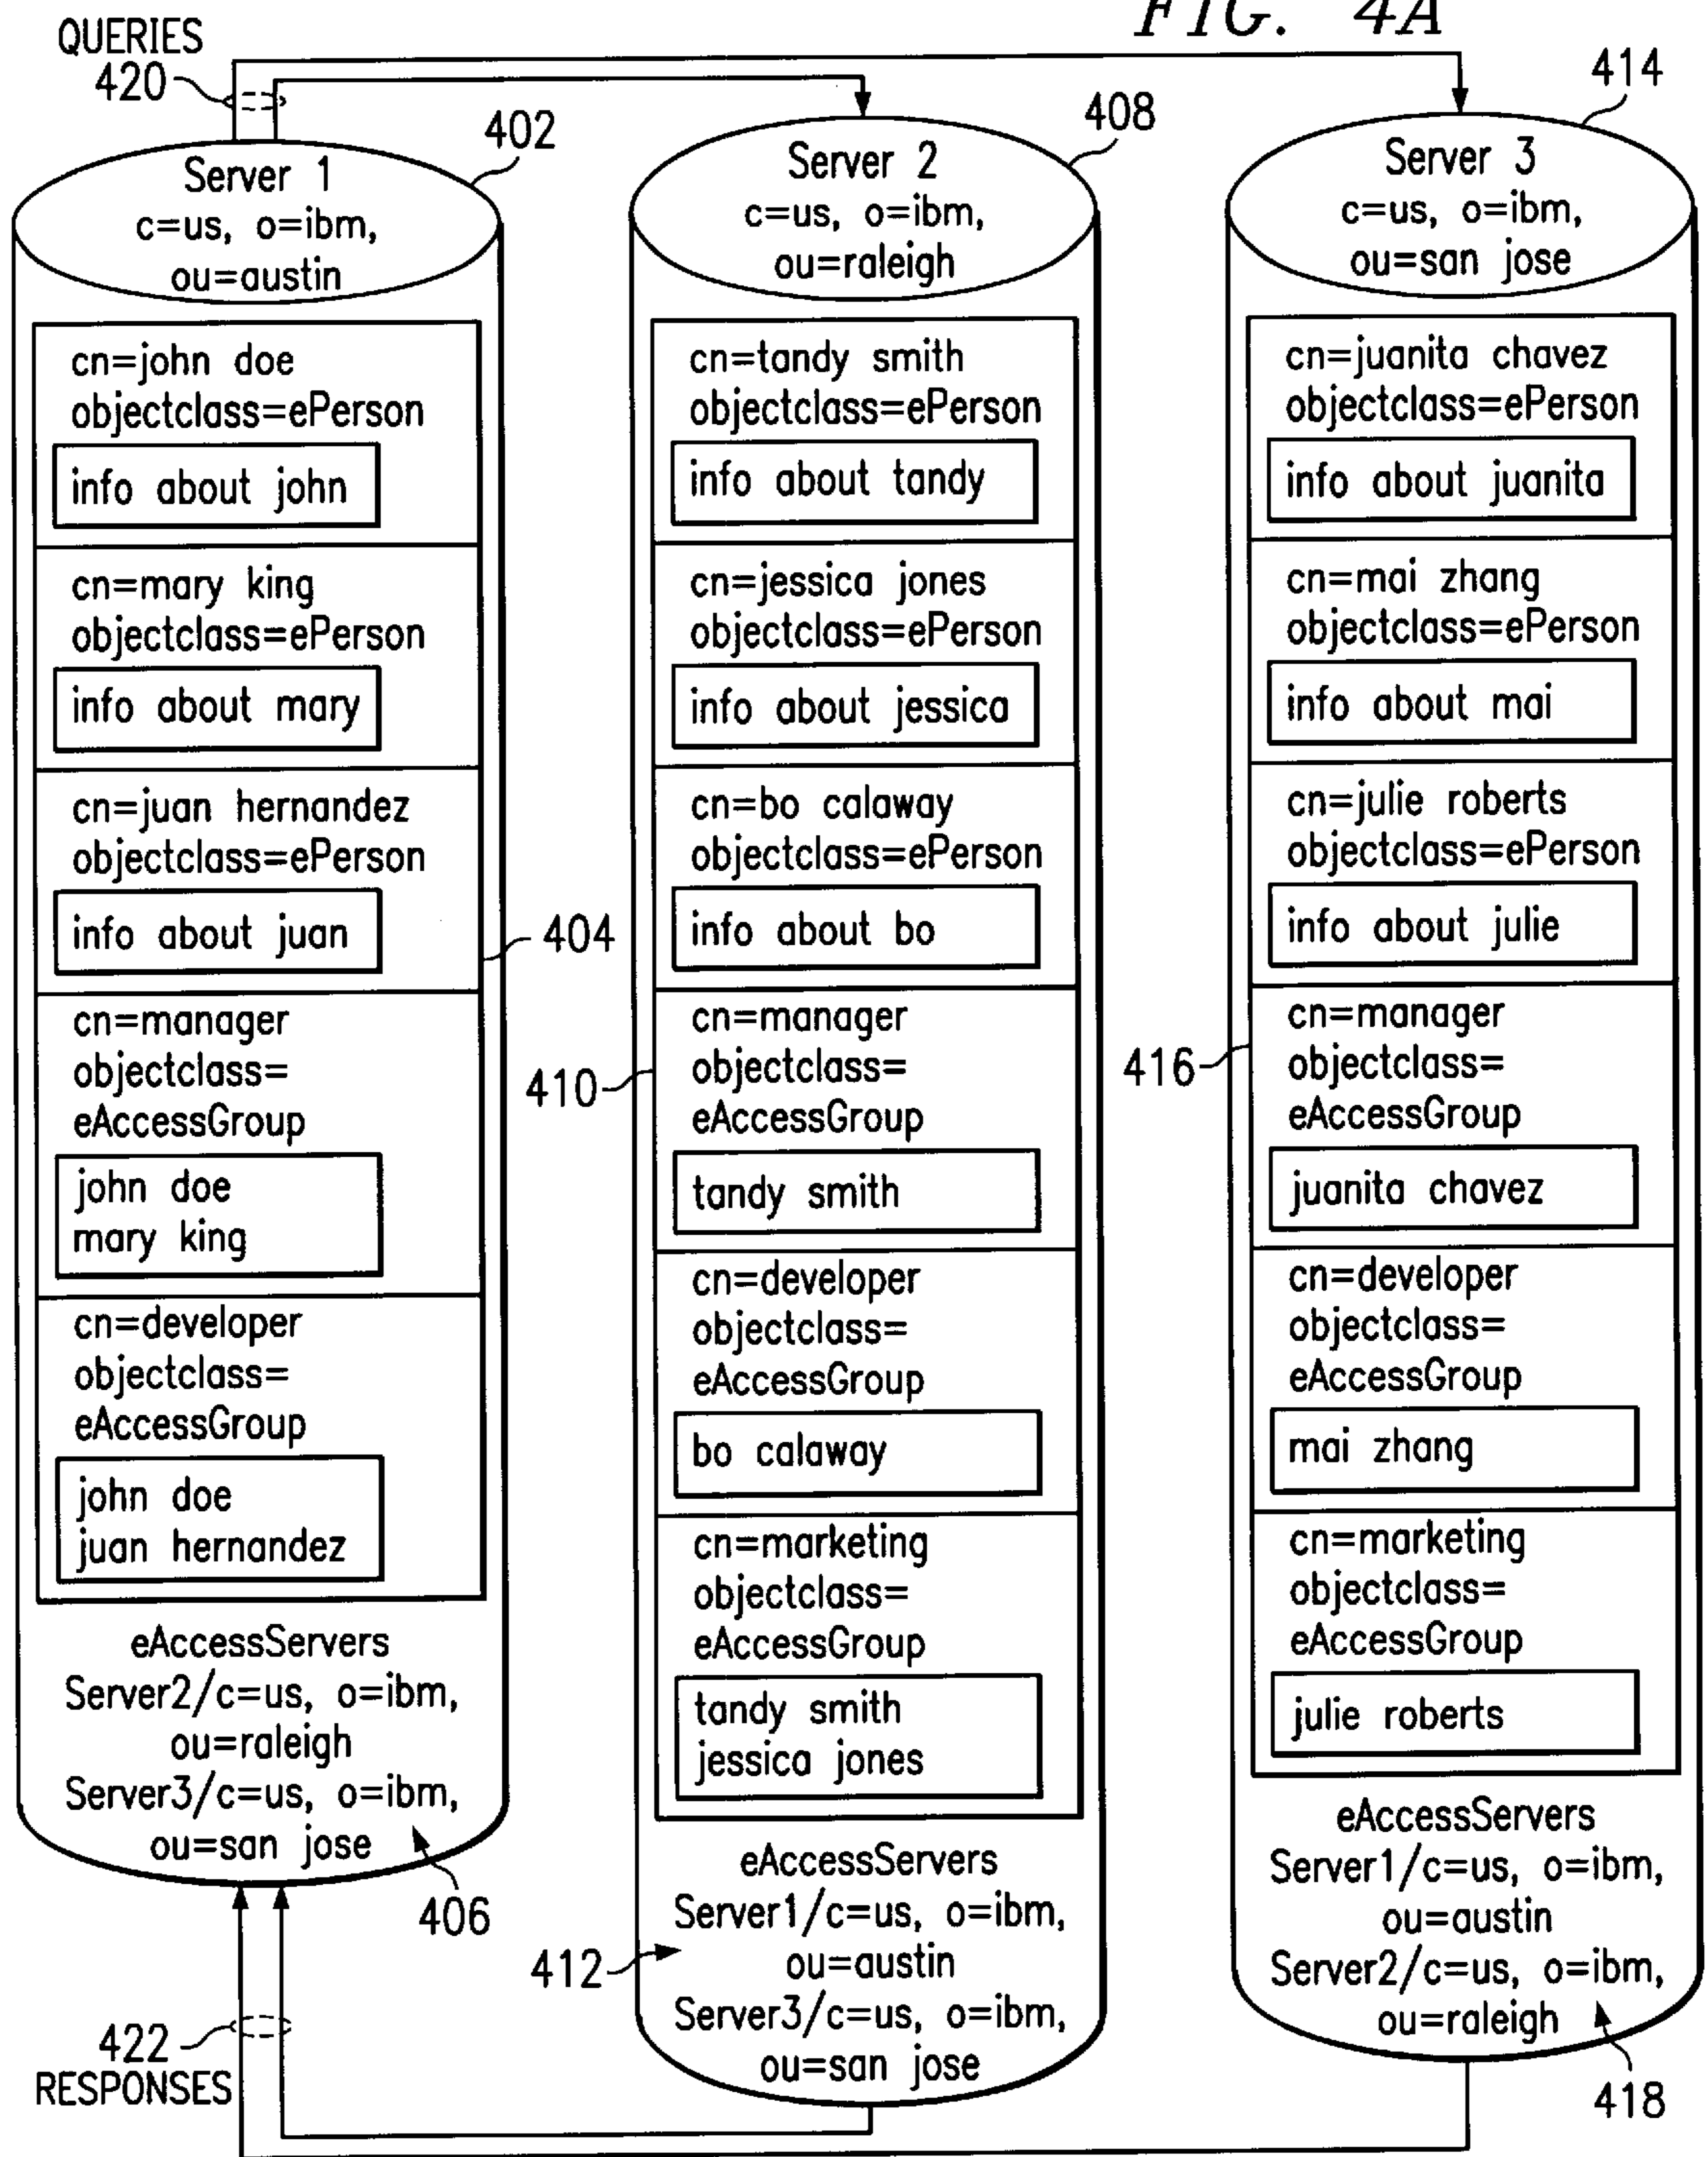 FIG. 4A
QUERIES
420
402
Server 1
c=us, o=ibm,
ou=austin
cn=john doe
objectclass=ePerson
info about john
cn=mary king
objectclass=ePerson
info about mary
cn=juan hernandez
objectclass=ePerson
info about juan
404
cn=manager
objectclass=
eAccessGroup
john doe
mary king
cn=developer
objectclass=
eAccessGroup
john doe
juan hernandez
eAccessServers
Server2/c=us, o=ibm,
ou=raleigh
Server3/c=us, o=ibm,
ou=san jose
406
422
RESPONSES
408
Server 2
c=us, o=ibm,
ou=raleigh
cn=tandy smith
objectclass=ePerson
info about tandy
cn=jessica jones
objectclass=ePerson
info about jessica
cn=bo calaway
objectclass=ePerson
info about bo
410
cn=manager
objectclass=
eAccessGroup
tandy smith
cn=developer
objectclass=
eAccessGroup
bo calaway
cn=marketing
objectclass=
eAccessGroup
tandy smith
jessica jones
eAccessServers
Server1/c=us, o=ibm,
ou=austin
Server3/c=us, o=ibm,
ou=san jose
412
414
Server 3
c=us, o=ibm,
ou=san jose
cn=juanita chavez
objectclass=ePerson
info about juanita
cn=mai zhang
objectclass=ePerson
info about mai
cn=julie roberts
objectclass=ePerson
info about julie
416
cn=manager
objectclass=
eAccessGroup
juanita chavez
cn=developer
objectclass=
eAccessGroup
mai zhang
cn=marketing
objectclass=
eAccessGroup
julie roberts
eAccessServers
Server1/c=us, o=ibm,
ou=austin
Server2/c=us, o=ibm,
ou=raleigh
418